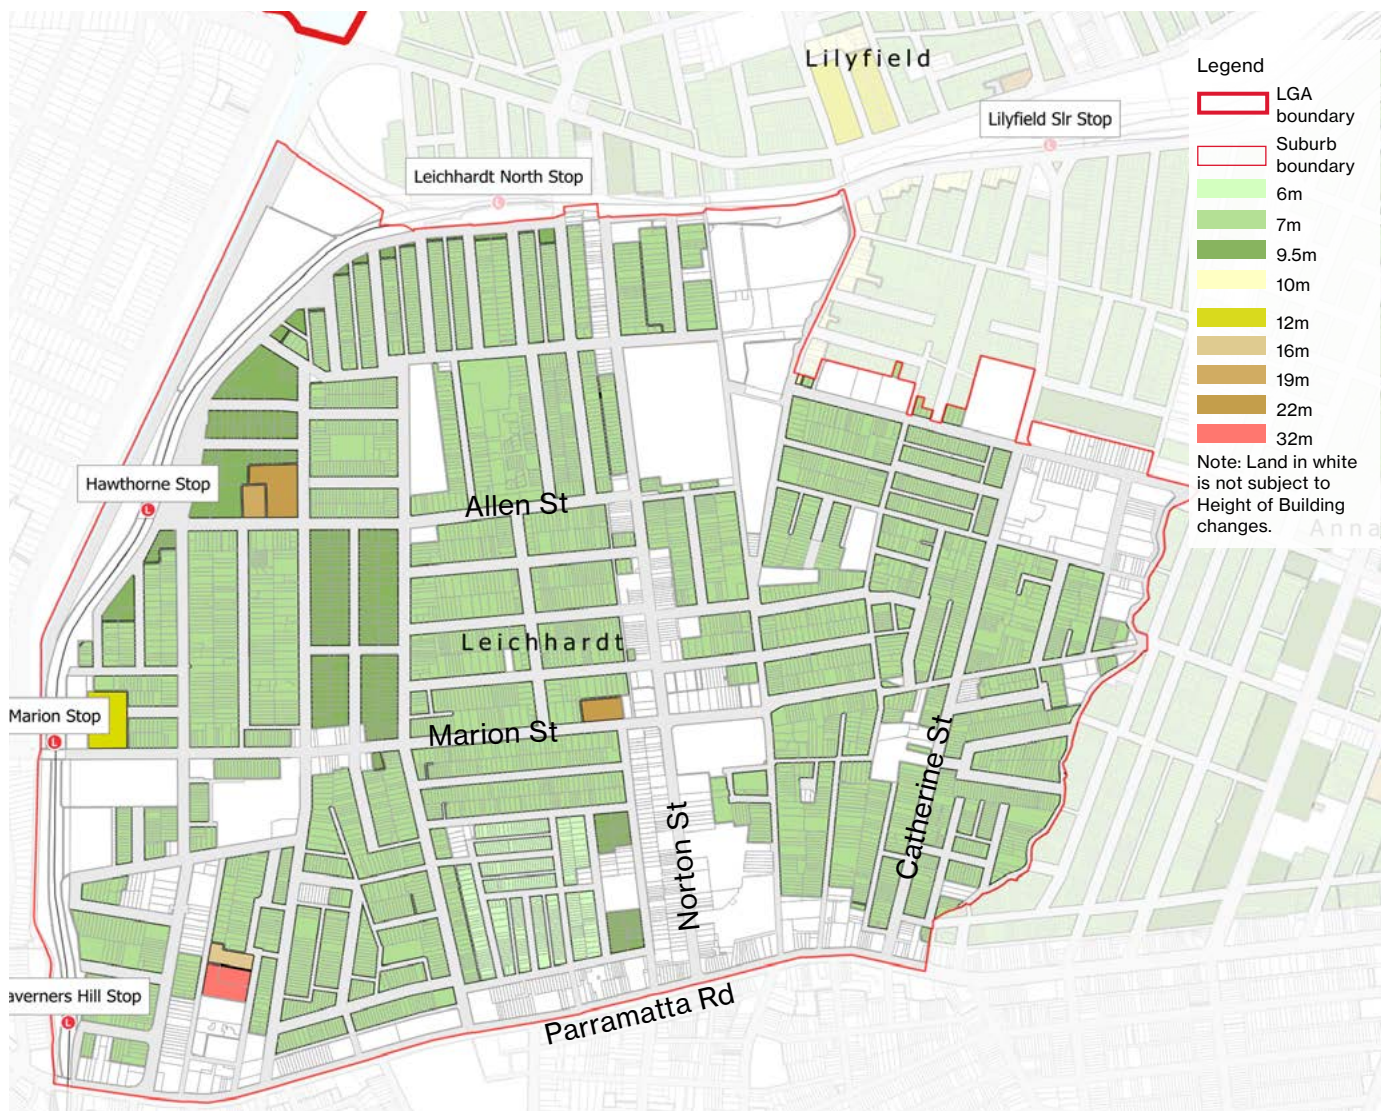 Lilyfield
Legend
LGA
boundary
Suburb
boundary
6m
7m
9.5m
10m
12m
16m
19m
22m
32m
Note: Land in white
is not subject to
Height of Building
changes.
Lilyfield Slr Stop
L
Leichhardt North Stop
L
Hawthorne Stop
L
Allen St
Anna
Leichhardt
Marion Stop
L
Marion St
Catherine St
Norton St
averners Hill Stop
L
Parramatta Rd